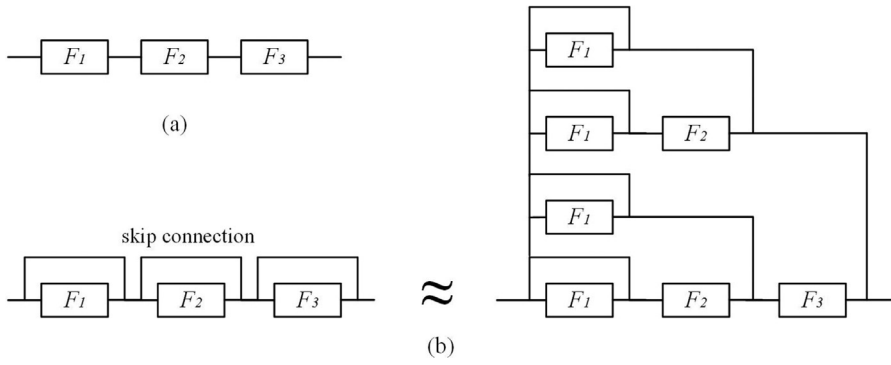 F1 F2 F3
(a)
skip connection
F1 F2 F3
≈
F1
F1 F2
F1
F1 F2 F3
(b)